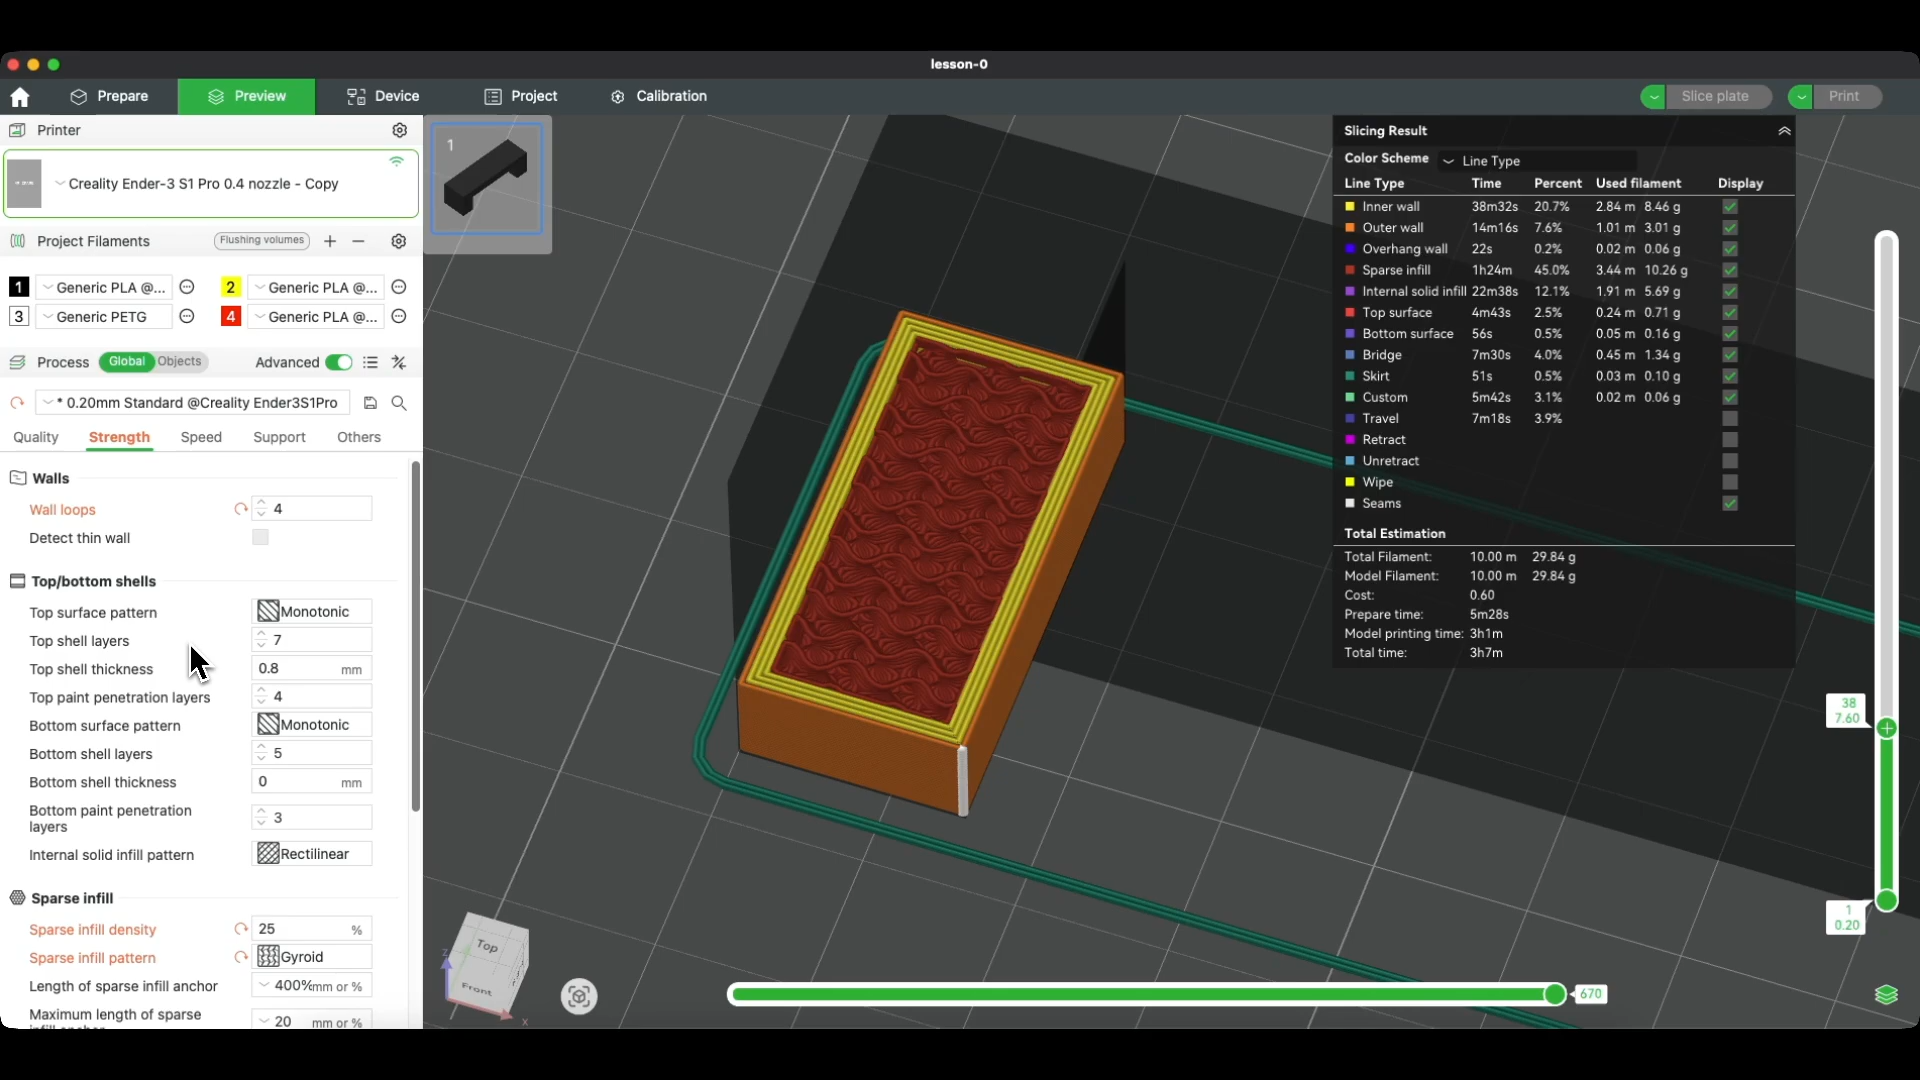 lesson-0
Prepare
Preview
Device
Project
Calibration
Slice plate
Print
Printer
Creality Ender-3 S1 Pro 0.4 nozzle - Copy
Project Filaments
Flushing volumes
1 Generic PLA @...
2 Generic PLA @...
3 Generic PETG
4 Generic PLA @...
Process Global Objects Advanced
* 0.20mm Standard @Creality Ender3S1Pro
Quality Strength Speed Support Others
Walls
Wall loops 4
Detect thin wall
Top/bottom shells
Top surface pattern Monotonic
Top shell layers 7
Top shell thickness 0.8 mm
Top paint penetration layers 4
Bottom surface pattern Monotonic
Bottom shell layers 5
Bottom shell thickness 0 mm
Bottom paint penetration
layers 3
Internal solid infill pattern Rectilinear
Sparse infill
Sparse infill density 25 %
Sparse infill pattern Gyroid
Length of sparse infill anchor 400% mm or %
Maximum length of sparse
20 mm or %
1
Slicing Result
Color Scheme Line Type
Line Type Time Percent Used filament Display
Inner wall 38m32s 20.7% 2.84 m 8.46 g
Outer wall 14m16s 7.6% 1.01 m 3.01 g
Overhang wall 22s 0.2% 0.02 m 0.06 g
Sparse infill 1h24m 45.0% 3.44 m 10.26 g
Internal solid infill 22m38s 12.1% 1.91 m 5.69 g
Top surface 4m43s 2.5% 0.24 m 0.71 g
Bottom surface 56s 0.5% 0.05 m 0.16 g
Bridge 7m30s 4.0% 0.45 m 1.34 g
Skirt 51s 0.5% 0.03 m 0.10 g
Custom 5m42s 3.1% 0.02 m 0.06 g
Travel 7m18s 3.9%
Retract
Unretract
Wipe
Seams
Total Estimation
Total Filament: 10.00 m 29.84 g
Model Filament: 10.00 m 29.84 g
Cost: 0.60
Prepare time: 5m28s
Model printing time: 3h1m
Total time: 3h7m
38
7.60
1
0.20
Top
Front
z
x
670